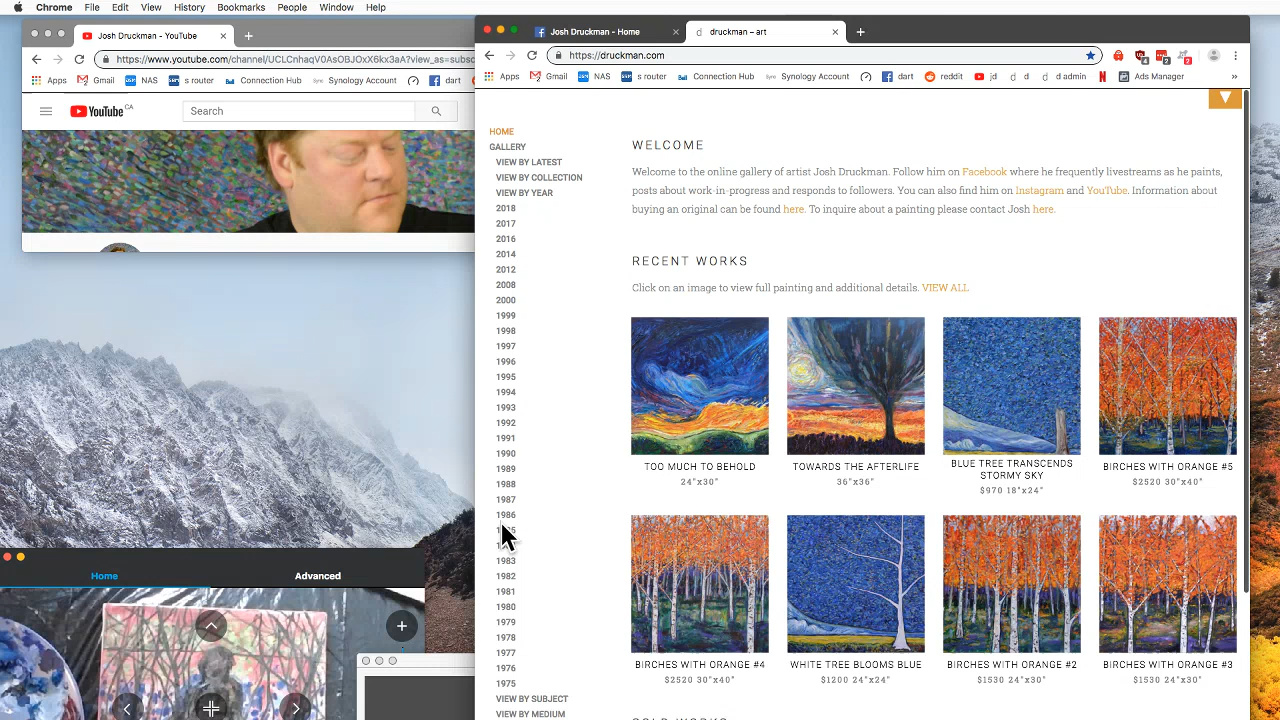 Chrome File Edit View History Bookmarks People Window Help
Josh Druckman - YouTube
https://www.youtube.com/channel/UCLCnhaqV0AsOBJOxX6kx3aA?view_as=subsc
Apps Gmail NAS s router Connection Hub Synology Account dart
YouTube CA
Search
Josh Druckman - Home
druckman – art
https://druckman.com
Apps Gmail NAS s router Connection Hub Synology Account dart reddit jd d d d admin Ads Manager
HOME
GALLERY
VIEW BY LATEST
VIEW BY COLLECTION
VIEW BY YEAR
2018
2017
2016
2014
2012
2008
2000
1999
1998
1997
1996
1995
1994
1993
1992
1991
1990
1989
1988
1987
1986
1983
1982
1981
1980
1979
1978
1977
1976
1975
VIEW BY SUBJECT
VIEW BY MEDIUM
WELCOME
Welcome to the online gallery of artist Josh Druckman. Follow him on Facebook where he frequently livestreams as he paints,
posts about work-in-progress and responds to followers. You can also find him on Instagram and YouTube. Information about
buying an original can be found here. To inquire about a painting please contact Josh here.
RECENT WORKS
Click on an image to view full painting and additional details. VIEW ALL
TOO MUCH TO BEHOLD
24"x30"
TOWARDS THE AFTERLIFE
36"x36"
BLUE TREE TRANSCENDS
STORMY SKY
$970 18"x24"
BIRCHES WITH ORANGE #5
$2520 30"x40"
BIRCHES WITH ORANGE #4
$2520 30"x40"
WHITE TREE BLOOMS BLUE
$1200 24"x24"
BIRCHES WITH ORANGE #2
$1530 24"x30"
BIRCHES WITH ORANGE #3
$1530 24"x30"
Home Advanced